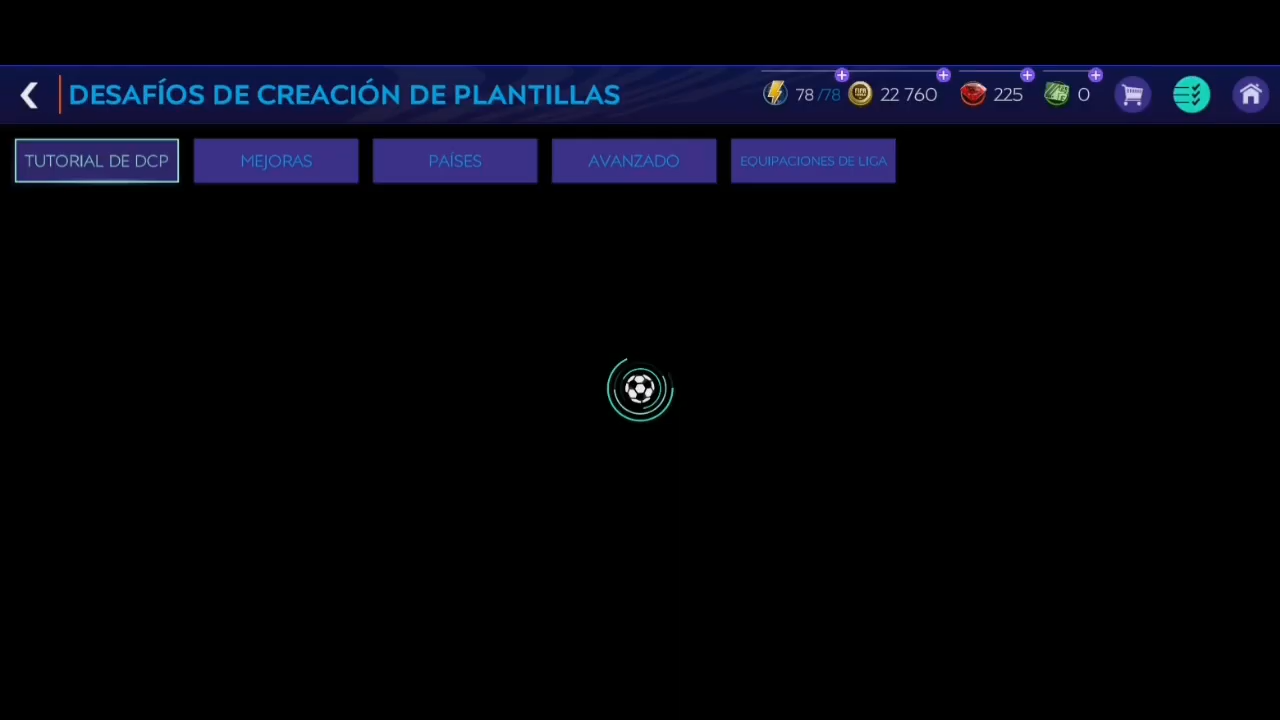 DESAFÍOS DE CREACIÓN DE PLANTILLAS
78/78
22 760
225
0
TUTORIAL DE DCP
MEJORAS
PAÍSES
AVANZADO
EQUIPACIONES DE LIGA